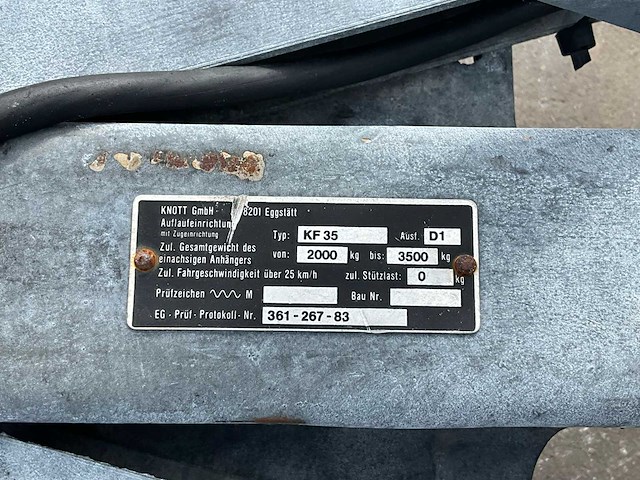 KNOTT GmbH 8201 Eggstätt
Auflaufeinrichtung
mit Zugeinrichtung Typ: KF 35 Ausf. D1
Zul. Gesamtgewicht des
einachsigen Anhängers von: 2000 kg bis: 3500 kg
Zul. Fahrgeschwindigkeit über 25 km/h zul. Stützlast: 0 kg
Prüfzeichen M Bau Nr.
EG - Prüf - Protokoll - Nr. 361 - 267 - 83